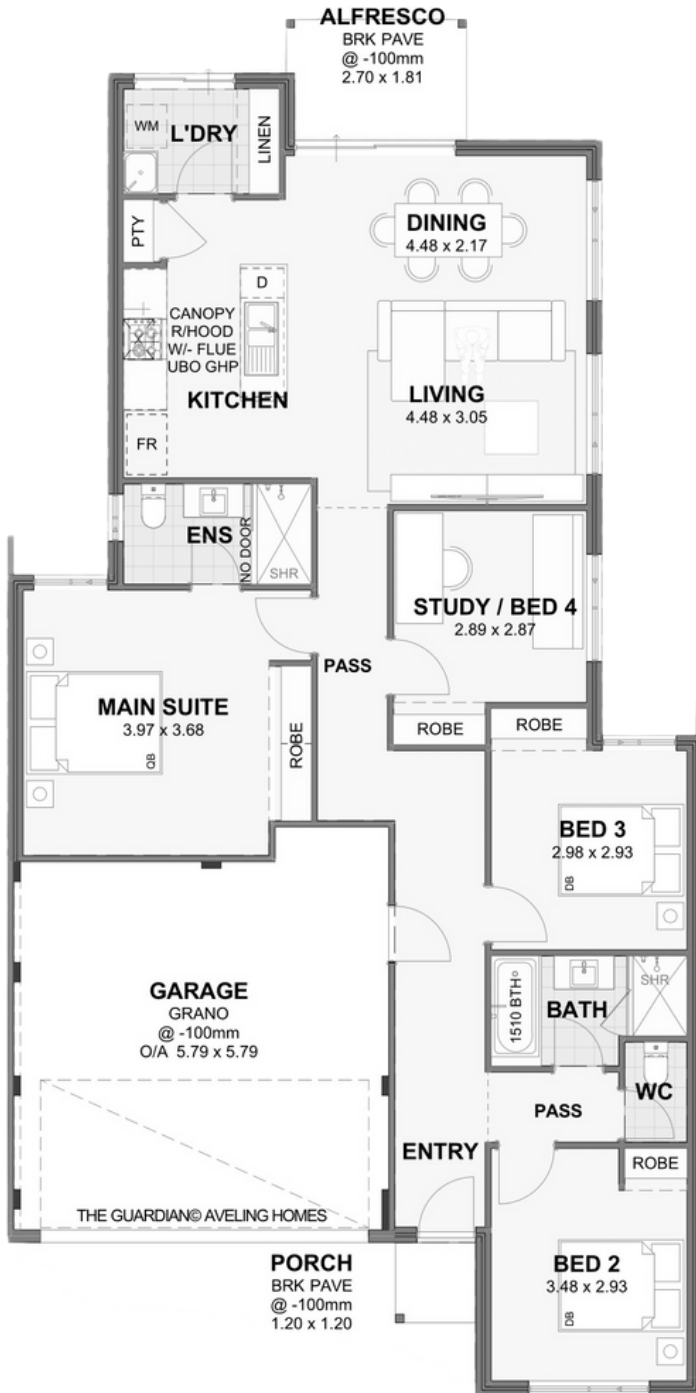 ALFRESCO
BRK PAVE
@ -100mm
2.70 x 1.81
WM
L'DRY
LINEN
PTY
DINING
4.48 x 2.17
D
CANOPY
R/HOOD
W/- FLUE
UBO GHP
KITCHEN
LIVING
4.48 x 3.05
FR
ENS
NO DOOR
SHR
STUDY / BED 4
2.89 x 2.87
PASS
MAIN SUITE
3.97 x 3.68
QB
ROBE
ROBE
ROBE
BED 3
2.98 x 2.93
DB
GARAGE
GRANO
@ -100mm
O/A 5.79 x 5.79
1510 BTH
BATH
SHR
WC
PASS
ENTRY
ROBE
THE GUARDIAN© AVELING HOMES
PORCH
BRK PAVE
@ -100mm
1.20 x 1.20
BED 2
3.48 x 2.93
DB